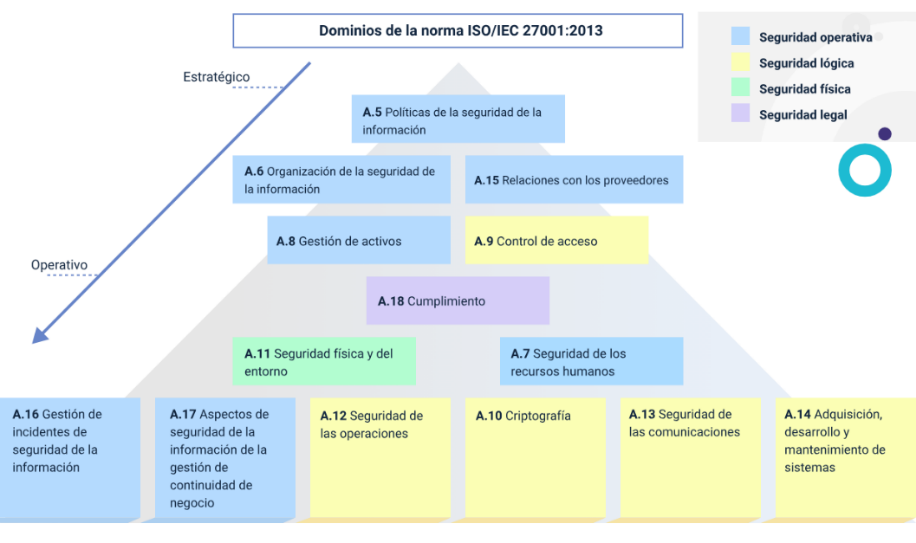 Dominios de la norma ISO/IEC 27001:2013
Seguridad operativa
Seguridad lógica
Seguridad física
Seguridad legal
Estratégico
Operativo
A.5 Políticas de la seguridad de la
información
A.6 Organización de la seguridad de
la información
A.15 Relaciones con los proveedores
A.8 Gestión de activos
A.9 Control de acceso
A.18 Cumplimiento
A.11 Seguridad física y del
entorno
A.7 Seguridad de los
recursos humanos
A.16 Gestión de
incidentes de
seguridad de la
información
A.17 Aspectos de
seguridad de la
información de la
gestión de
continuidad de
negocio
A.12 Seguridad de
las operaciones
A.10 Criptografía
A.13 Seguridad de
las comunicaciones
A.14 Adquisición,
desarrollo y
mantenimiento de
sistemas